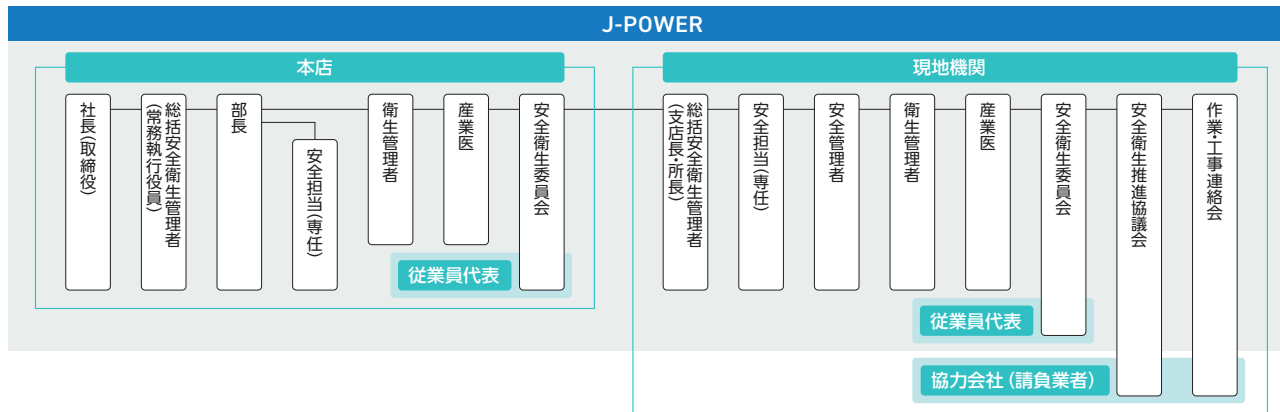 J-POWER
本店
現地機関
社長（取締役）
総括安全衛生管理者
（常務執行役員）
部長
安全担当（専任）
衛生管理者
産業医
安全衛生委員会
従業員代表
総括安全衛生管理者
（支店長・所長）
安全担当（専任）
安全管理者
衛生管理者
産業医
安全衛生委員会
安全衛生推進協議会
作業・工事連絡会
従業員代表
協力会社（請負業者）